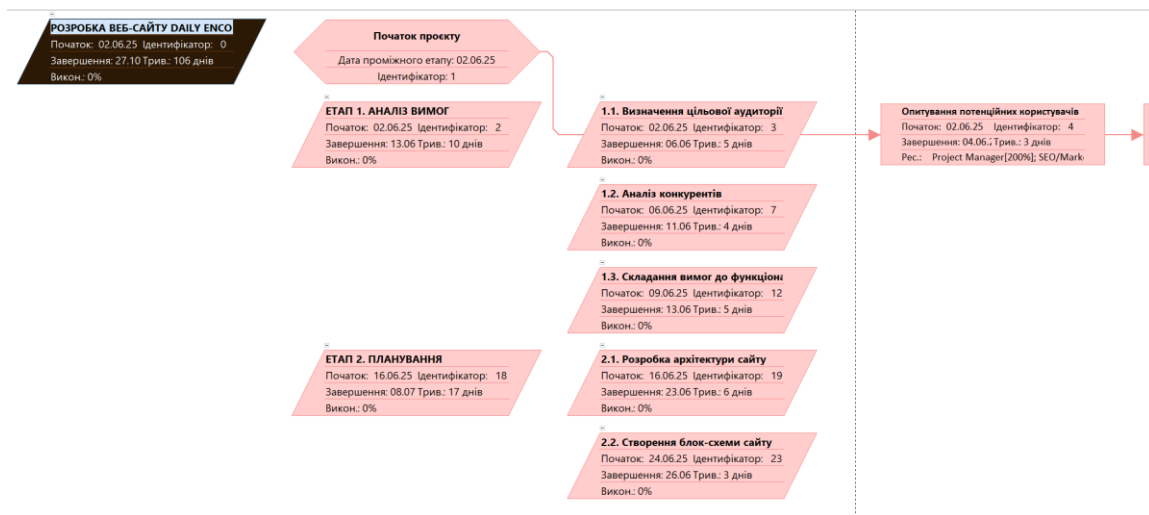 РОЗРОБКА ВЕБ-САЙТУ DAILY ENCO
Початок: 02.06.25 Ідентифікатор: 0
Завершення: 27.10 Трив.: 106 днів
Викон.: 0%
Початок проєкту
Дата проміжного етапу: 02.06.25
Ідентифікатор: 1
ЕТАП 1. АНАЛІЗ ВИМОГ
Початок: 02.06.25 Ідентифікатор: 2
Завершення: 13.06 Трив.: 10 днів
Викон.: 0%
1.1. Визначення цільової аудиторії
Початок: 02.06.25 Ідентифікатор: 3
Завершення: 06.06 Трив.: 5 днів
Викон.: 0%
Опитування потенційних користувачів
Початок: 02.06.25 Ідентифікатор: 4
Завершення: 04.06.2 Трив.: 3 днів
Рес.: Project Manager[200%]; SEO/Mark
1.2. Аналіз конкурентів
Початок: 06.06.25 Ідентифікатор: 7
Завершення: 11.06 Трив.: 4 днів
Викон.: 0%
1.3. Складання вимог до функціона
Початок: 09.06.25 Ідентифікатор: 12
Завершення: 13.06 Трив.: 5 днів
Викон.: 0%
ЕТАП 2. ПЛАНУВАННЯ
Початок: 16.06.25 Ідентифікатор: 18
Завершення: 08.07 Трив.: 17 днів
Викон.: 0%
2.1. Розробка архітектури сайту
Початок: 16.06.25 Ідентифікатор: 19
Завершення: 23.06 Трив.: 6 днів
Викон.: 0%
2.2. Створення блок-схеми сайту
Початок: 24.06.25 Ідентифікатор: 23
Завершення: 26.06 Трив.: 3 днів
Викон.: 0%